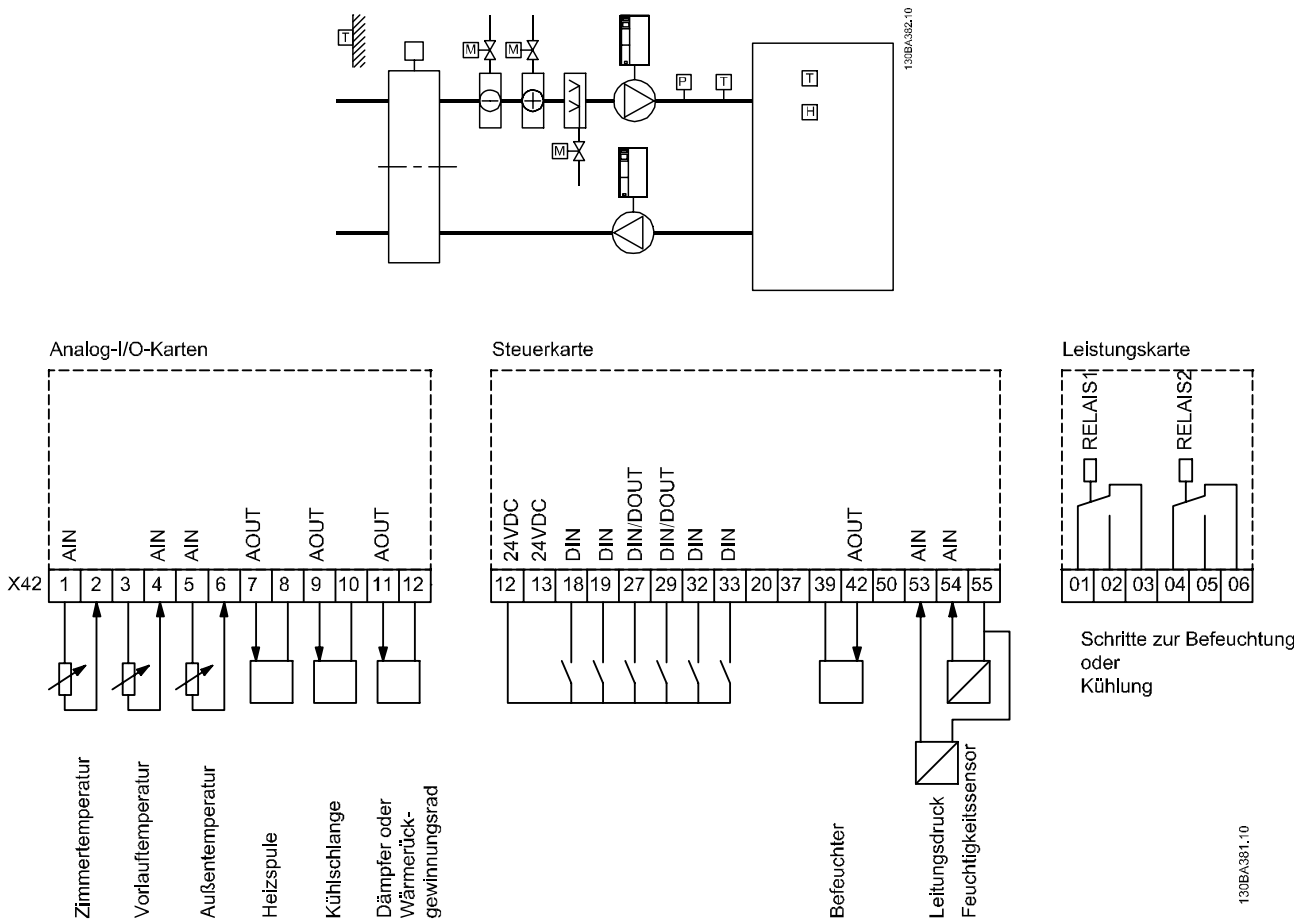 130BA382.10
T
M
M
P
T
T
H
M
Analog-I/O-Karten
Steuerkarte
Leistungskarte
RELAIS1
RELAIS2
AIN
AIN
AIN
AOUT
AOUT
AOUT
24VDC
24VDC
DIN
DIN
DIN/DOUT
DIN/DOUT
DIN
DIN
AOUT
AIN
AIN
X42
1 2 3 4 5 6 7 8 9 10 11 12
12 13 18 19 27 29 32 33 20 37 39 42 50 53 54 55
01 02 03 04 05 06
Schritte zur Befeuchtung
oder
Kühlung
Zimmertemperatur
Vorlauftemperatur
Außentemperatur
Heizspule
Kühlschlange
Dämpfer oder
Wärmerück-
gewinnungsrad
Befeuchter
Leitungsdruck
Feuchtigkeitssensor
130BA381.10